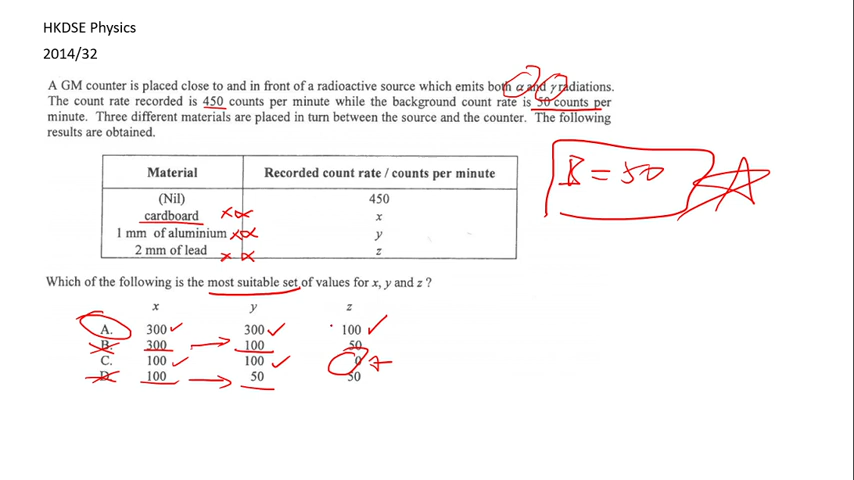 HKDSE Physics
2014/32
A GM counter is placed close to and in front of a radioactive source which emits both α and γ radiations.
The count rate recorded is 450 counts per minute while the background count rate is 50 counts per
minute. Three different materials are placed in turn between the source and the counter. The following
results are obtained.
Material Recorded count rate / counts per minute
(Nil) 450
cardboard xα x
1 mm of aluminium xα y
2 mm of lead xα z
B = 50
Which of the following is the most suitable set of values for x, y and z ?
x y z
A. 300 300 100
B. 300 100 50
C. 100 100 0
D. 100 50 50